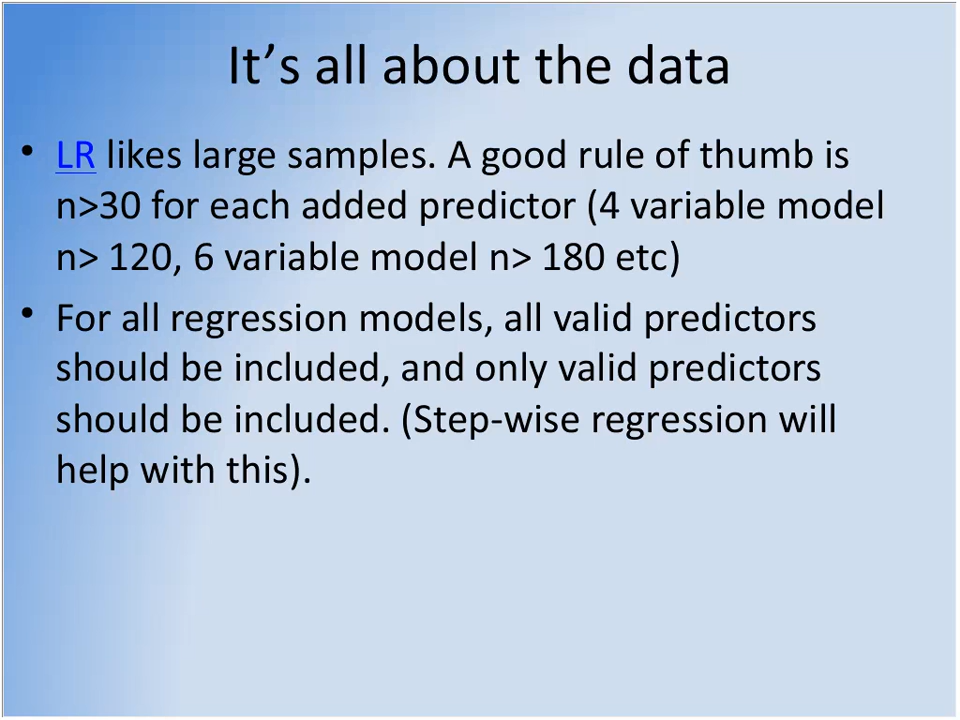 It’s all about the data
• LR likes large samples. A good rule of thumb is
n>30 for each added predictor (4 variable model
n> 120, 6 variable model n> 180 etc)
• For all regression models, all valid predictors
should be included, and only valid predictors
should be included. (Step-wise regression will
help with this).